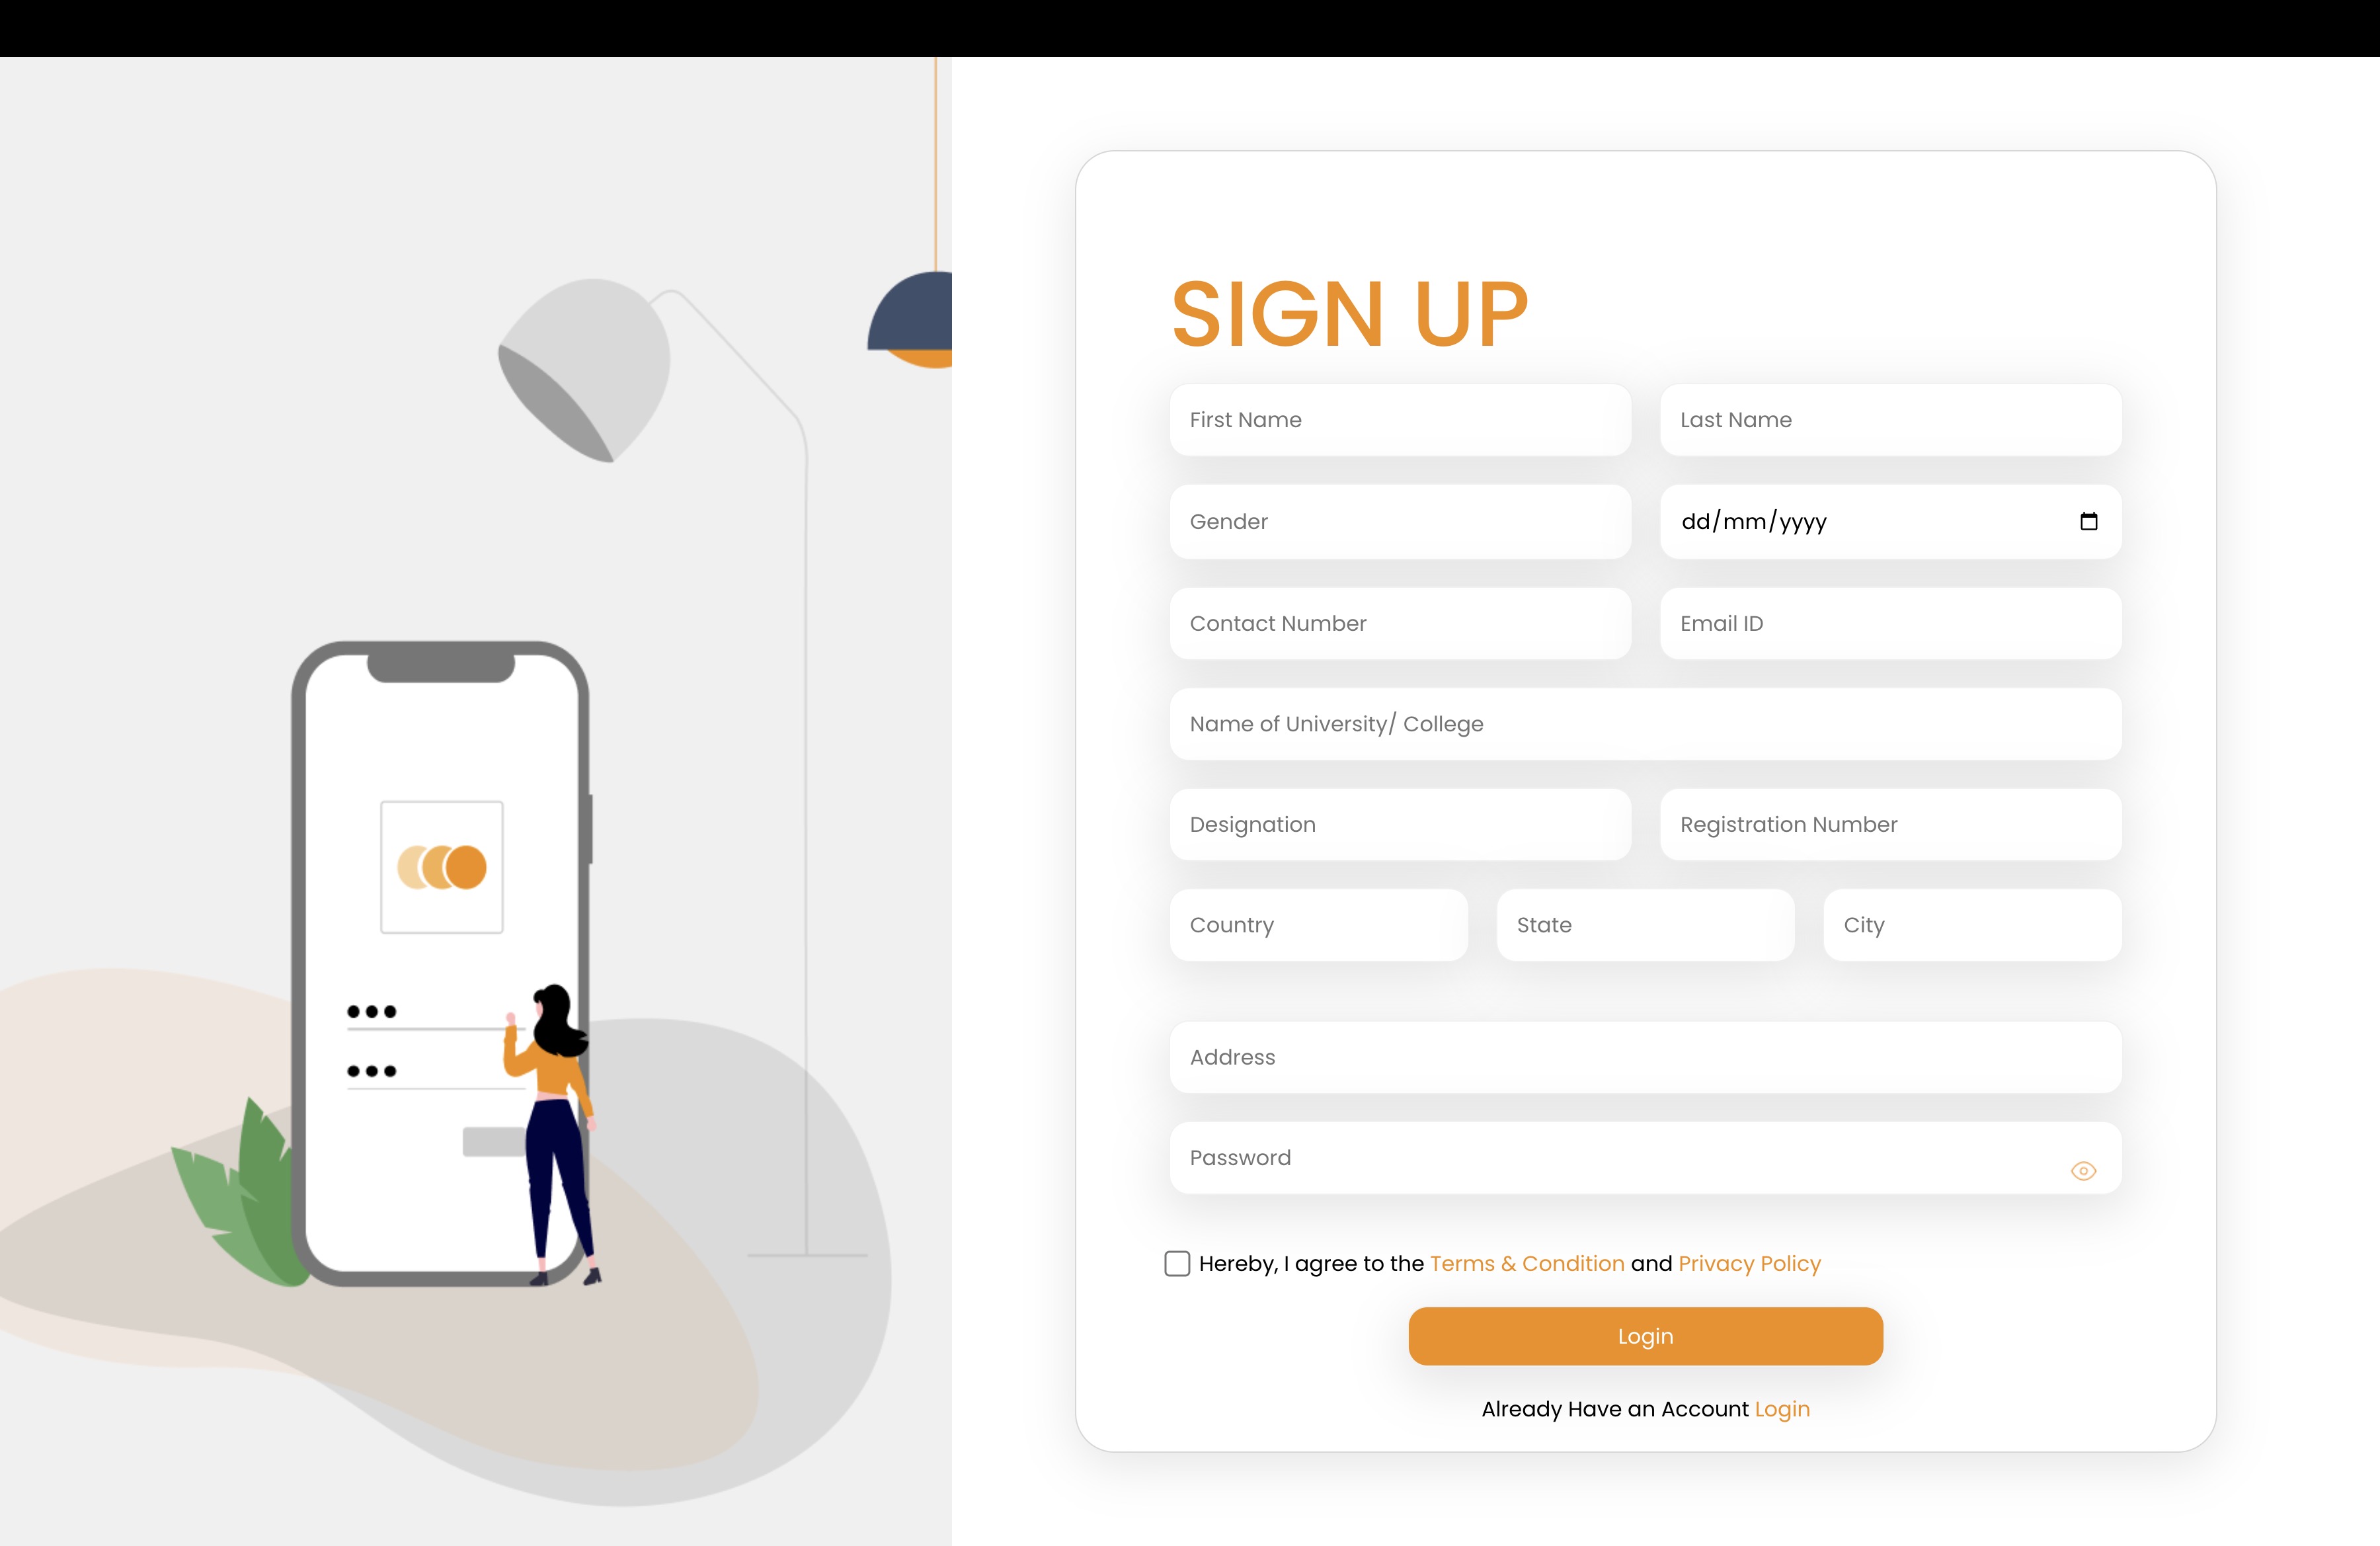 SIGN UP
First Name
Last Name
Gender
dd/mm/yyyy
Contact Number
Email ID
Name of University/ College
Designation
Registration Number
Country
State
City
Address
Password
Hereby, I agree to the Terms & Condition and Privacy Policy
Login
Already Have an Account Login